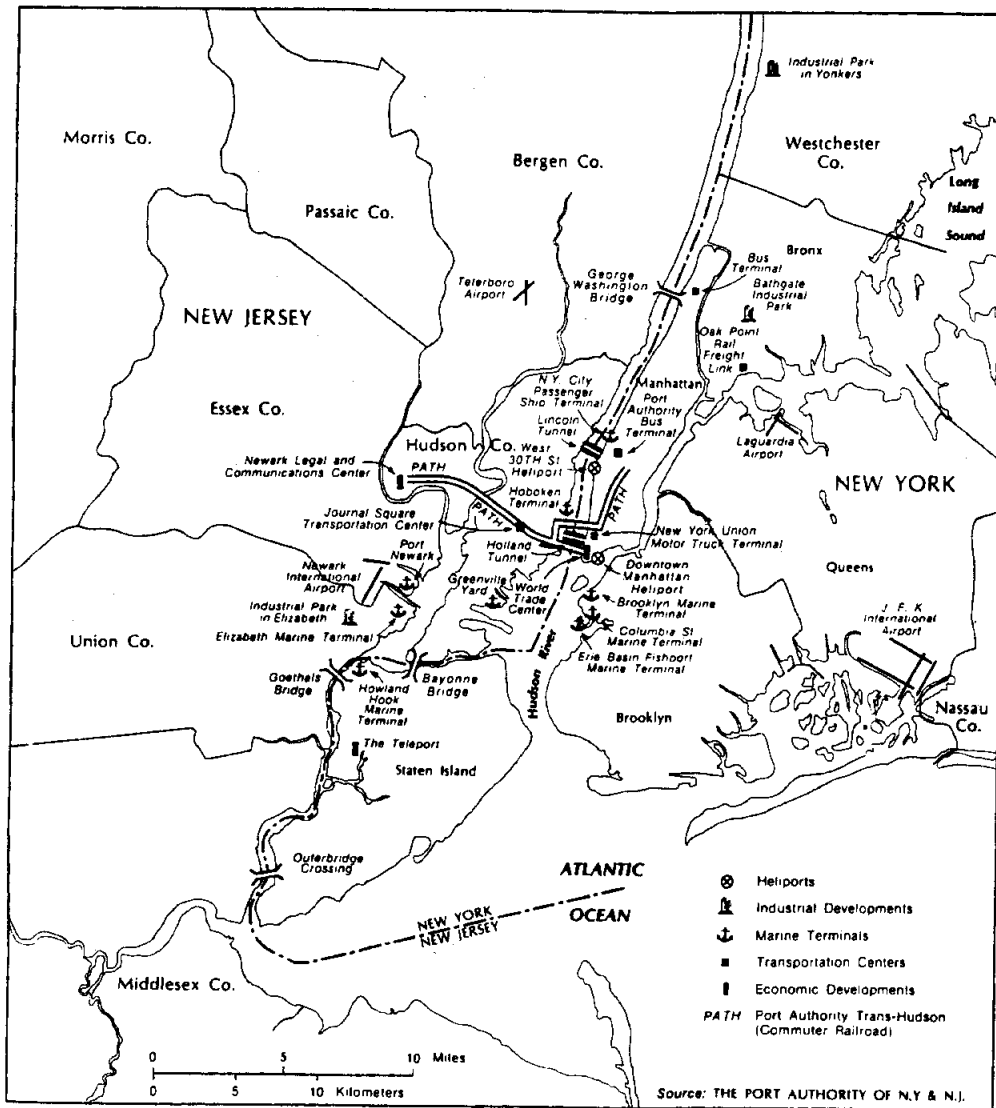 Industrial Park
in Yonkers
Morris Co.
Bergen Co.
Westchester
Co.
Passaic Co.
Long
Island
Sound
Bronx
Bus
Terminal
George
Washington
Bridge
Teterboro
Airport
Bathgate
Industrial
Park
NEW JERSEY
Oak Point
Rail
Freight
Link
N.Y. City
Passenger
Ship Terminal
Manhattan
Port
Authority
Bus
Terminal
Essex Co.
Lincoln
Tunnel
Laguardia
Airport
Hudson Co.
West
30TH St.
Heliport
Newark Legal and
Communications Center
PATH
NEW YORK
Hoboken
Terminal
PATH
PATH
Journal Square
Transportation Center
New York Union
Motor Truck Terminal
Holland
Tunnel
Port
Newark
Newark
International
Airport
Downtown
Manhattan
Heliport
Queens
Greenville
Yard
World
Trade
Center
Brooklyn Marine
Terminal
Industrial Park
in Elizabeth
J. F. K
International
Airport
Union Co.
Elizabeth Marine Terminal
Columbia St
Marine Terminal
Erie Basin Fishport
Marine Terminal
Hudson River
Goethals
Bridge
Bayonne
Bridge
Howland
Hook
Marine
Terminal
Brooklyn
Nassau
Co.
The Teleport
Staten Island
Outerbridge
Crossing
ATLANTIC
OCEAN
NEW YORK
NEW JERSEY
Middlesex Co.
Heliports
Industrial Developments
Marine Terminals
Transportation Centers
Economic Developments
PATH Port Authority Trans-Hudson
(Commuter Railroad)
0 5 10 Miles
0 5 10 Kilometers
Source: THE PORT AUTHORITY OF N.Y & N.J.